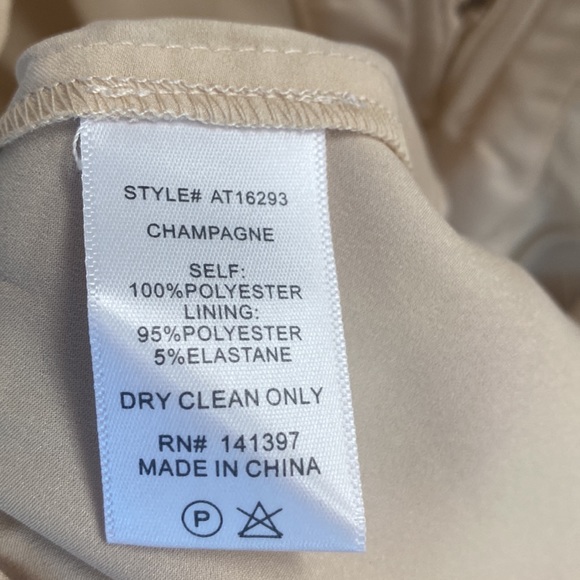 STYLE# AT16293
CHAMPAGNE
SELF:
100%POLYESTER
LINING:
95%POLYESTER
5%ELASTANE
DRY CLEAN ONLY
RN# 141397
MADE IN CHINA
P